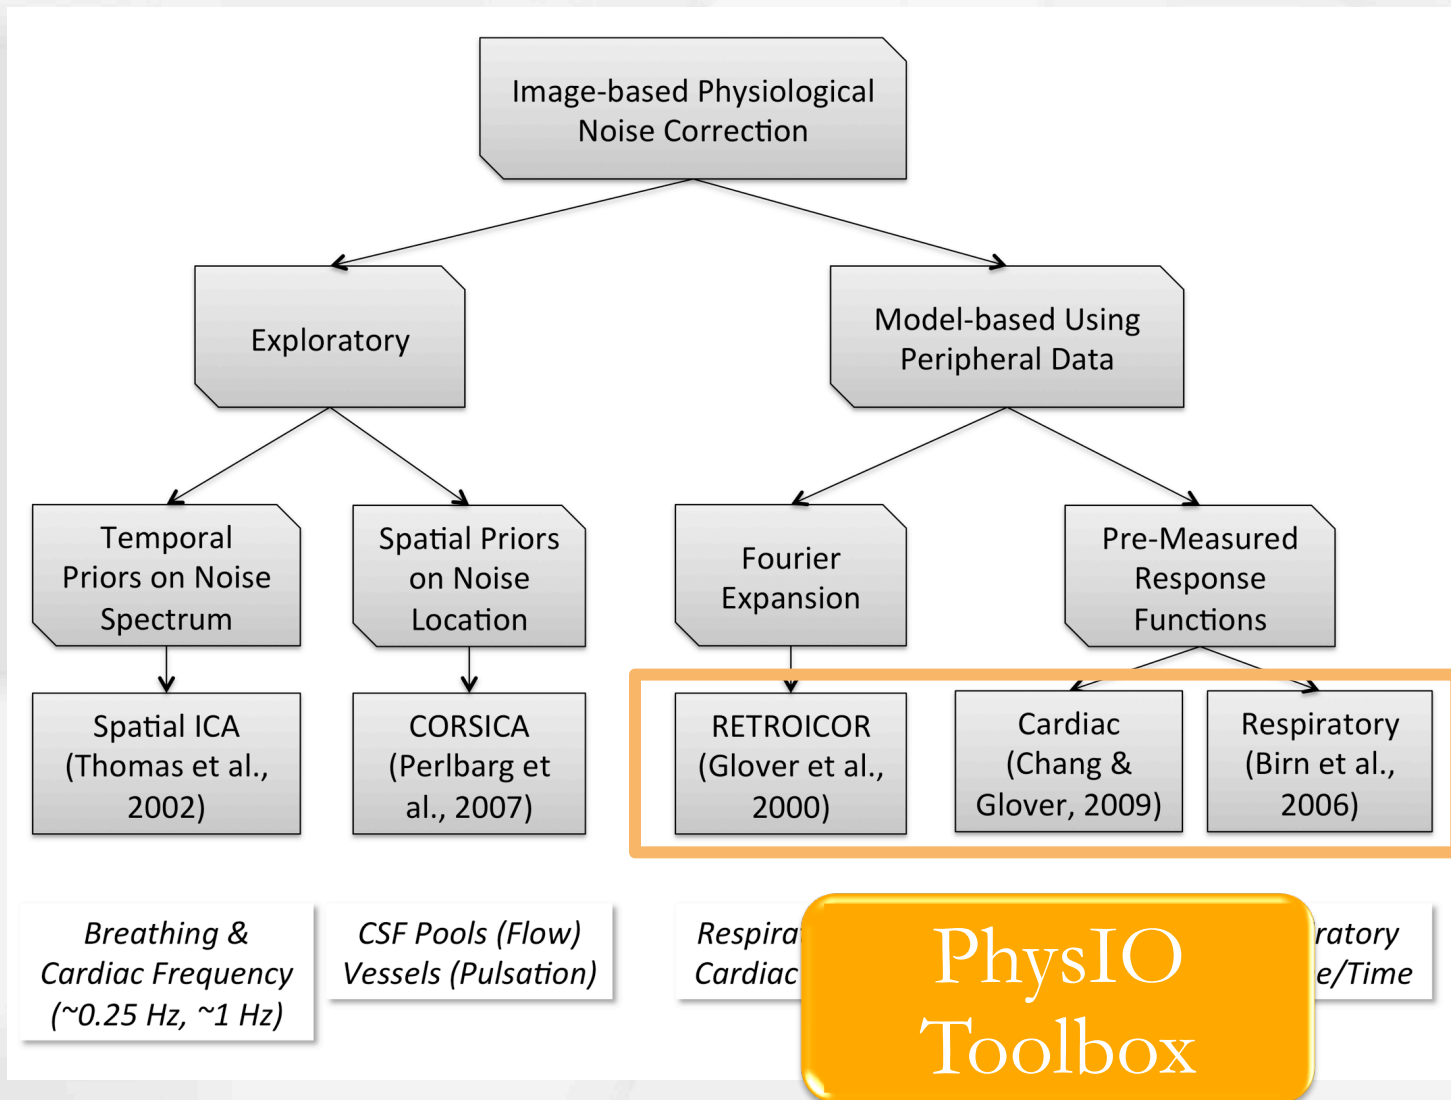 Image-based Physiological
Noise Correction
Exploratory
Model-based Using
Peripheral Data
Temporal
Priors on Noise
Spectrum
Spatial Priors
on Noise
Location
Fourier
Expansion
Pre-Measured
Response
Functions
Spatial ICA
(Thomas et al.,
2002)
CORSICA
(Perlbarg et
al., 2007)
RETROICOR
(Glover et al.,
2000)
Cardiac
(Chang &
Glover, 2009)
Respiratory
(Birn et al.,
2006)
Breathing &
Cardiac Frequency
(~0.25 Hz, ~1 Hz)
CSF Pools (Flow)
Vessels (Pulsation)
Cardiac
/Time
PhysIO
Toolbox